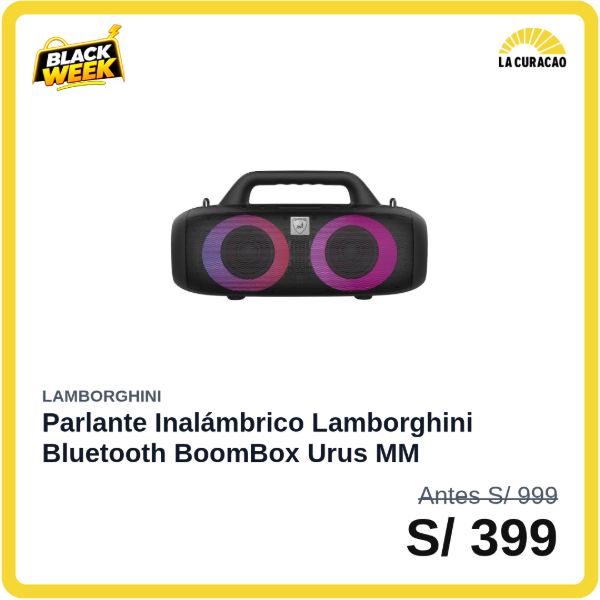 BLACK
WEEK
LA CURACAO
LAMBORGHINI
Parlante Inalámbrico Lamborghini
Bluetooth BoomBox Urus MM
Antes S/ 999
S/ 399